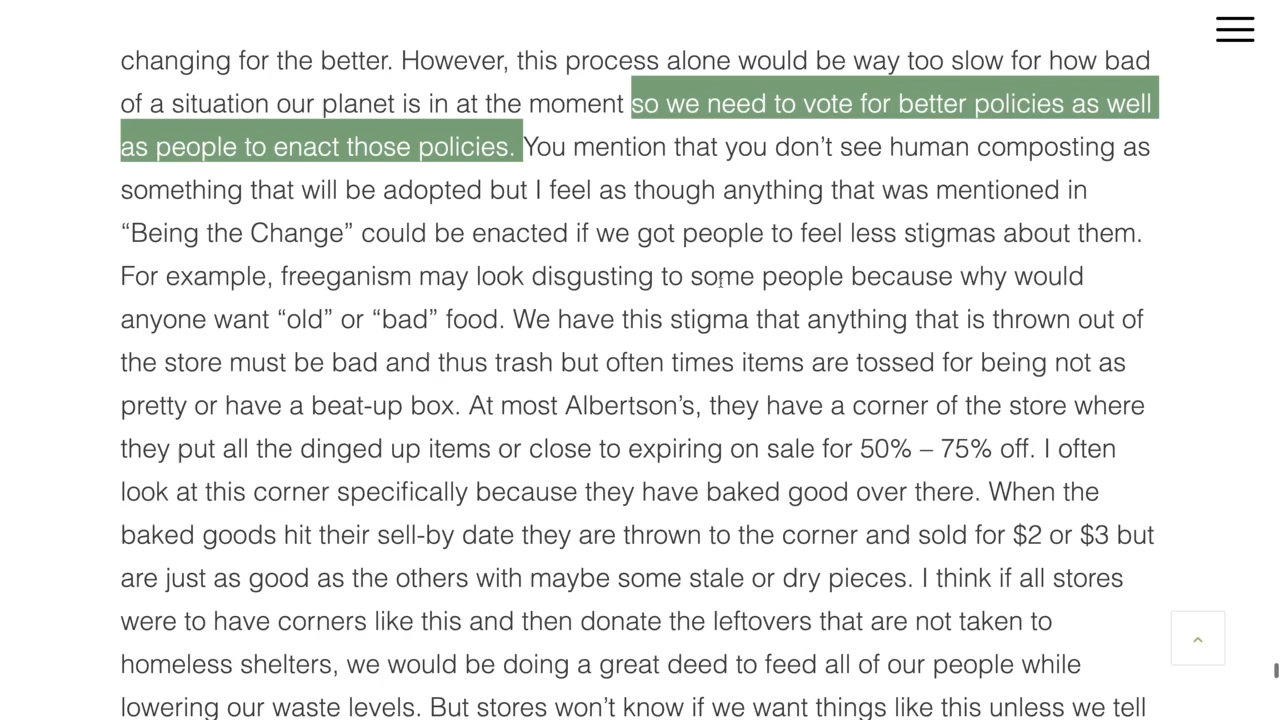 changing for the better. However, this process alone would be way too slow for how bad
of a situation our planet is in at the moment so we need to vote for better policies as well
as people to enact those policies. You mention that you don’t see human composting as
something that will be adopted but I feel as though anything that was mentioned in
“Being the Change” could be enacted if we got people to feel less stigmas about them.
For example, freeganism may look disgusting to some people because why would
anyone want “old” or “bad” food. We have this stigma that anything that is thrown out of
the store must be bad and thus trash but often times items are tossed for being not as
pretty or have a beat-up box. At most Albertson’s, they have a corner of the store where
they put all the dinged up items or close to expiring on sale for 50% – 75% off. I often
look at this corner specifically because they have baked good over there. When the
baked goods hit their sell-by date they are thrown to the corner and sold for $2 or $3 but
are just as good as the others with maybe some stale or dry pieces. I think if all stores
were to have corners like this and then donate the leftovers that are not taken to
homeless shelters, we would be doing a great deed to feed all of our people while
lowering our waste levels. But stores won’t know if we want things like this unless we tell